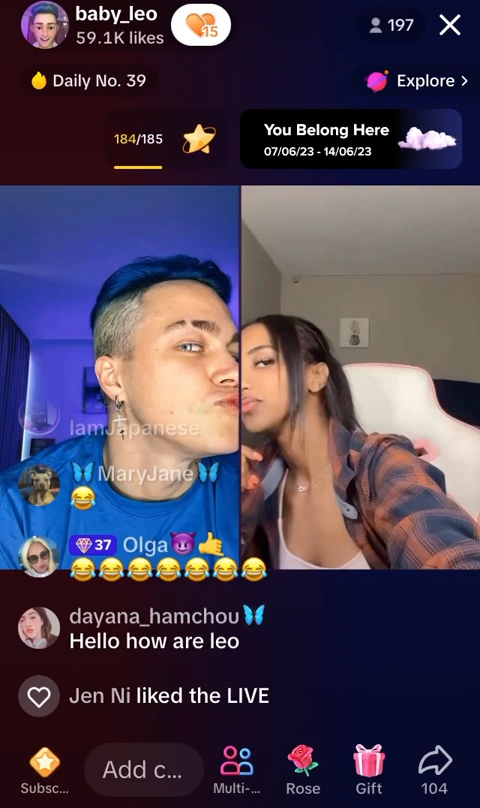 baby_leo
59.1K likes
15
197
Daily No. 39
Explore >
184/185
You Belong Here
07/06/23 - 14/06/23
IamJapanese
MaryJane
😂
37 Olga😈👍
😂😂😂😂😂😂😂
dayana_hamchou🦋
Hello how are leo
Jen Ni liked the LIVE
Subsc...
Add c...
Multi-...
Rose
Gift
104